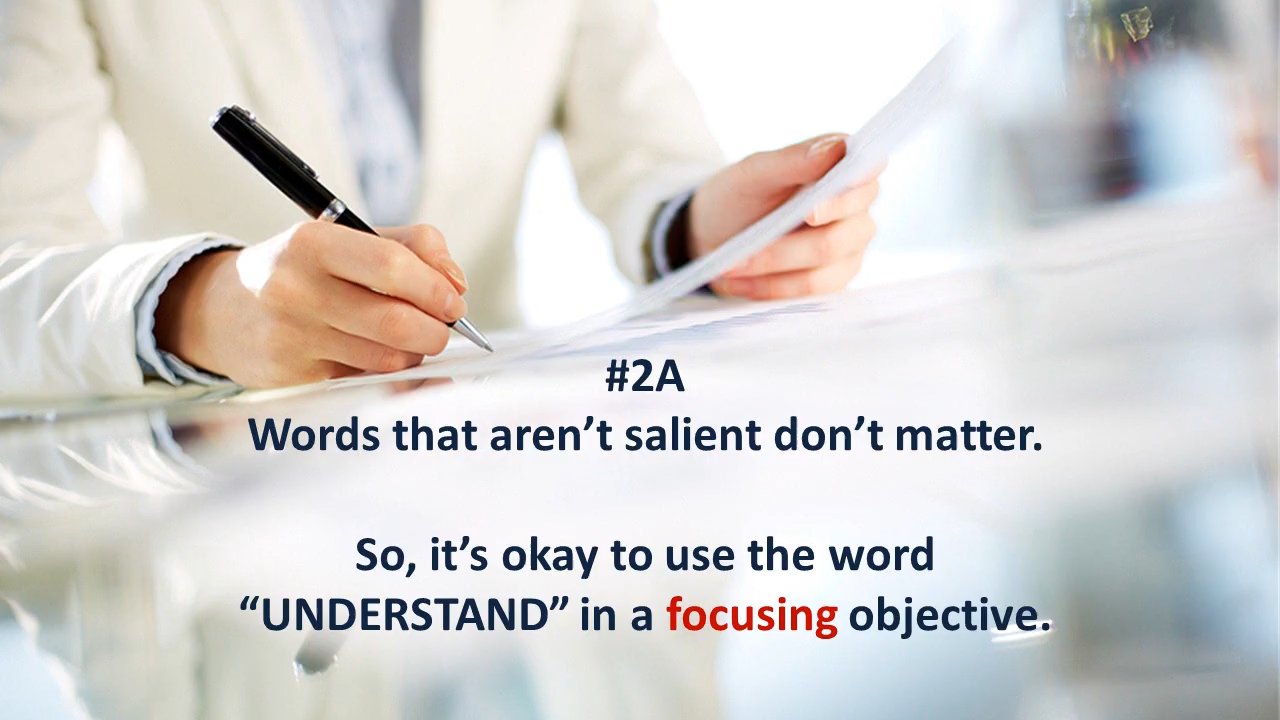 #2A
Words that aren’t salient don’t matter.
So, it’s okay to use the word
“UNDERSTAND” in a focusing objective.